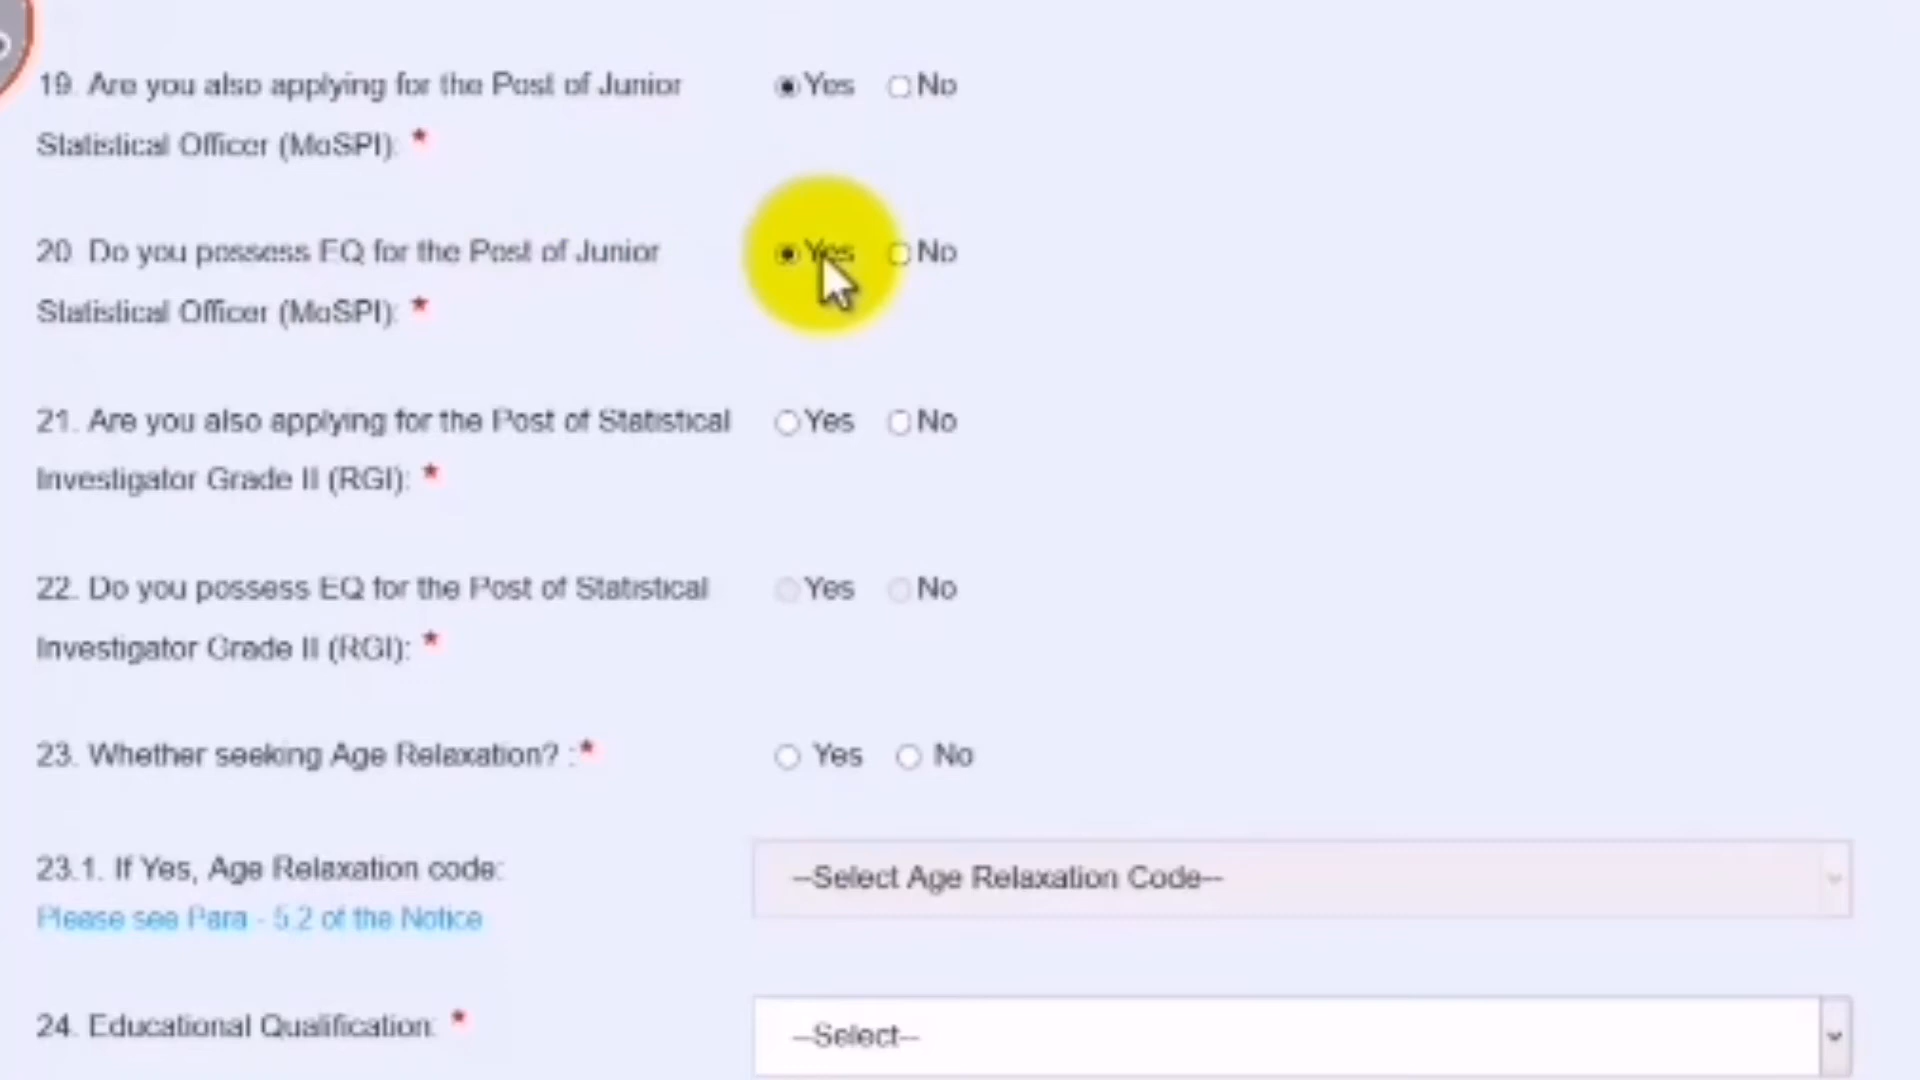 19. Are you also applying for the Post of Junior Yes No
Statistical Officer (MoSPI): *
20. Do you possess EQ for the Post of Junior Yes No
Statistical Officer (MoSPI): *
21. Are you also applying for the Post of Statistical Yes No
Investigator Grade II (RGI): *
22. Do you possess EQ for the Post of Statistical Yes No
Investigator Grade II (RGI): *
23. Whether seeking Age Relaxation? :* Yes No
23.1. If Yes, Age Relaxation code: --Select Age Relaxation Code--
Please see Para - 5.2 of the Notice
24. Educational Qualification: * --Select--